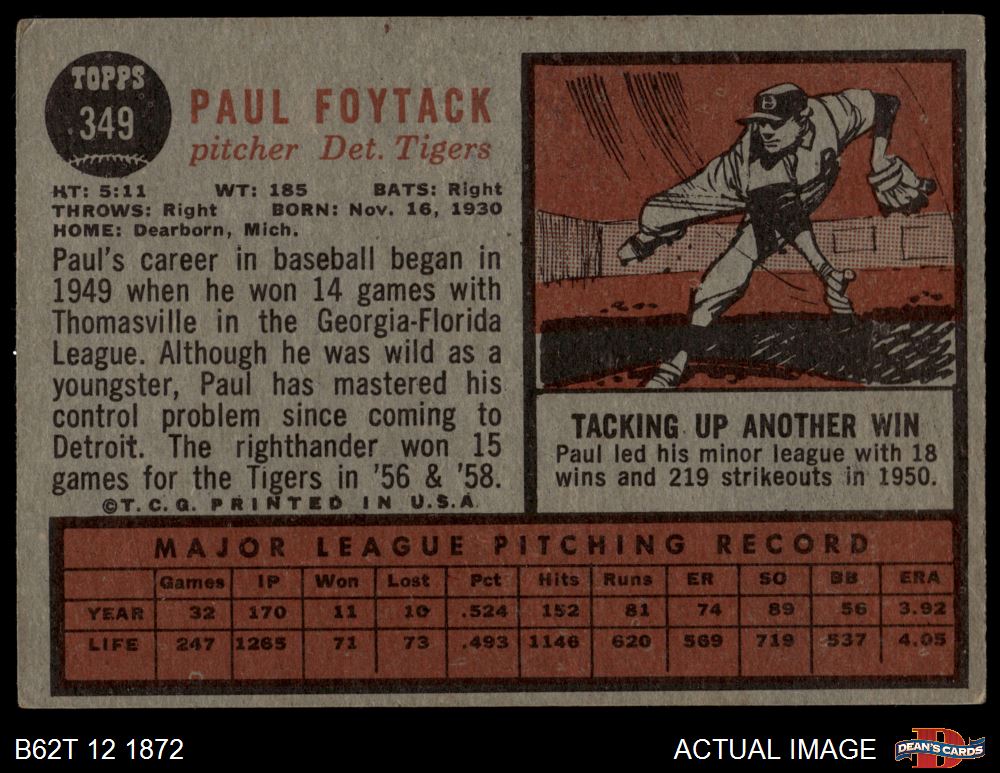 TOPPS
349
PAUL FOYTACK
pitcher Det. Tigers
HT: 5:11 WT: 185 BATS: Right
THROWS: Right BORN: Nov. 16, 1930
HOME: Dearborn, Mich.
Paul's career in baseball began in
1949 when he won 14 games with
Thomasville in the Georgia-Florida
League. Although he was wild as a
youngster, Paul has mastered his
control problem since coming to
Detroit. The righthander won 15
games for the Tigers in '56 & '58.
©T. C. G. PRINTED IN U.S.A.
TACKING UP ANOTHER WIN
Paul led his minor league with 18
wins and 219 strikeouts in 1950.
MAJOR LEAGUE PITCHING RECORD
Games IP Won Lost Pct Hits Runs ER SO BB ERA
YEAR 32 170 11 10 .524 152 81 74 89 56 3.92
LIFE 247 1265 71 73 .493 1146 620 569 719 537 4.05
B62T 12 1872
ACTUAL IMAGE
D
DEAN'S CARDS